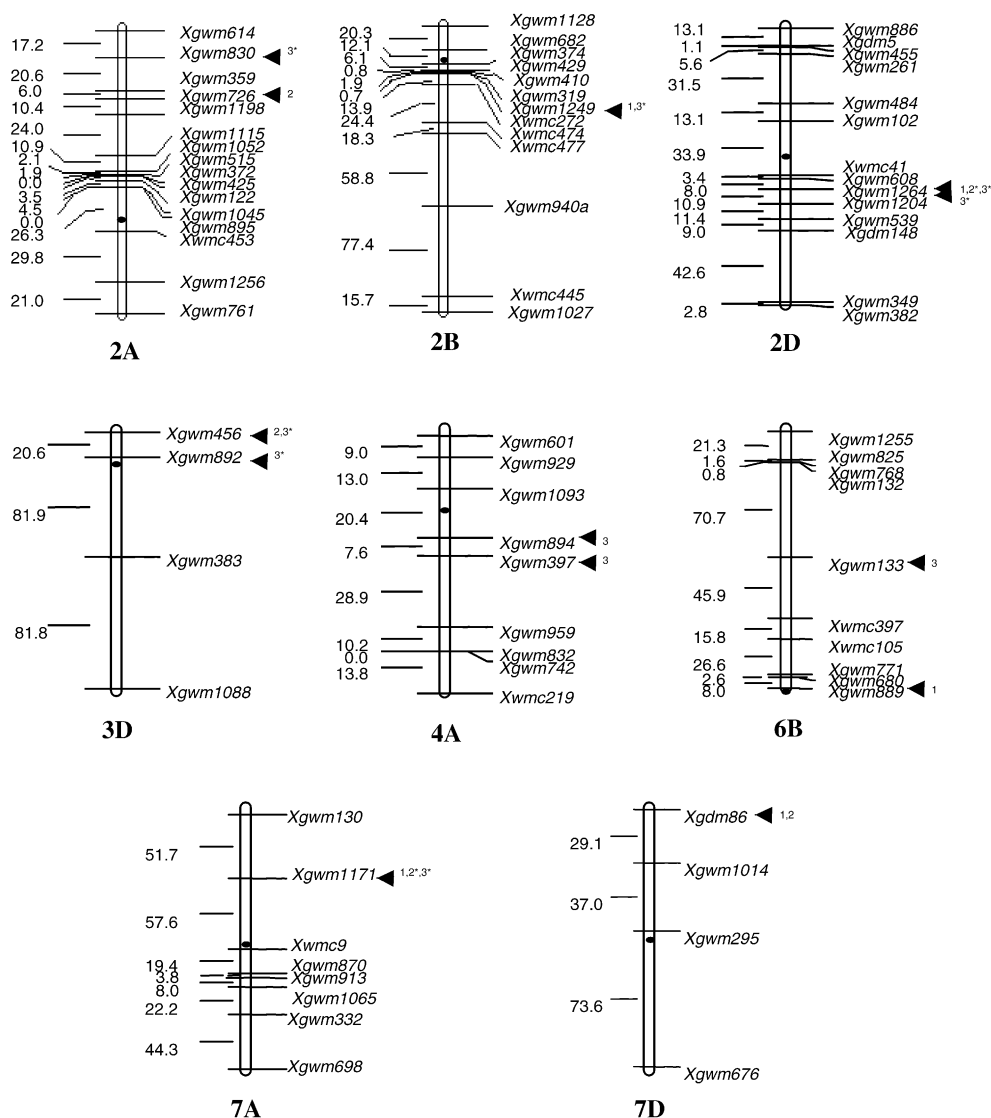 17.2
20.6
6.0
10.4
24.0
10.9
2.1
1.9
0.0
3.5
4.5
0.0
26.3
29.8
21.0
Xgwm614
Xgwm830 3*
Xgwm359
Xgwm726 2
Xgwm1198
Xgwm1115
Xgwm1052
Xgwm515
Xgwm372
Xgwm425
Xgwm122
Xgwm1045
Xgwm895
Xwmc453
Xgwm1256
Xgwm761
2A
20.3
12.1
6.1
0.8
1.9
0.7
13.9
24.4
18.3
58.8
77.4
15.7
Xgwm1128
Xgwm682
Xgwm374
Xgwm429
Xgwm410
Xgwm319
Xgwm1249 1,3*
Xwmc272
Xwmc474
Xwmc477
Xgwm940a
Xwmc445
Xgwm1027
2B
13.1
1.1
5.6
31.5
13.1
33.9
3.4
8.0
10.9
11.4
9.0
42.6
2.8
Xgwm886
Xgdm5
Xgwm455
Xgwm261
Xgwm484
Xgwm102
Xwmc41
Xgwm608
Xgwm1264 1,2*,3*
Xgwm1204 3*
Xgwm539
Xgdm148
Xgwm349
Xgwm382
2D
20.6
81.9
81.8
Xgwm456 2,3*
Xgwm892 3*
Xgwm383
Xgwm1088
3D
9.0
13.0
20.4
7.6
28.9
10.2
0.0
13.8
Xgwm601
Xgwm929
Xgwm1093
Xgwm894 3
Xgwm397 3
Xgwm959
Xgwm832
Xgwm742
Xwmc219
4A
21.3
1.6
0.8
70.7
45.9
15.8
26.6
2.6
8.0
Xgwm1255
Xgwm825
Xgwm768
Xgwm132
Xgwm133 3
Xwmc397
Xwmc105
Xgwm771
Xgwm680
Xgwm889 1
6B
51.7
57.6
19.4
3.8
8.0
22.2
44.3
Xgwm130
Xgwm1171 1,2*,3*
Xwmc9
Xgwm870
Xgwm913
Xgwm1065
Xgwm332
Xgwm698
7A
29.1
37.0
73.6
Xgdm86 1,2
Xgwm1014
Xgwm295
Xgwm676
7D